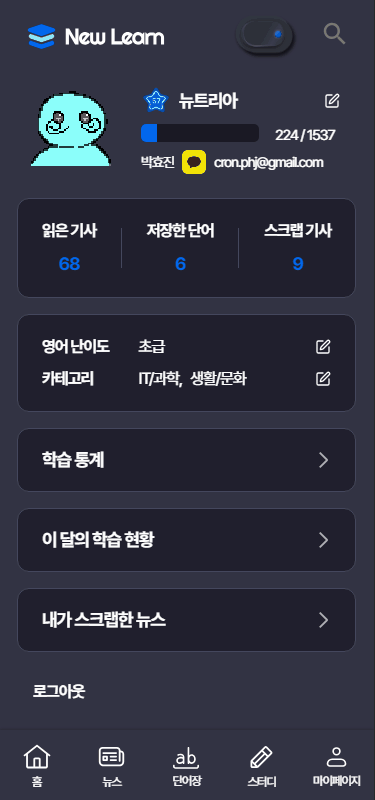 New Learn
57 뉴트리아
224 / 1537
박효진 cron.phj@gmail.com
읽은 기사 저장한 단어 스크랩 기사
68 6 9
영어 난이도 초급
카테고리 IT/과학, 생활/문화
학습 통계
이 달의 학습 현황
내가 스크랩한 뉴스
로그아웃
ab
홈 뉴스 단어장 스터디 마이페이지